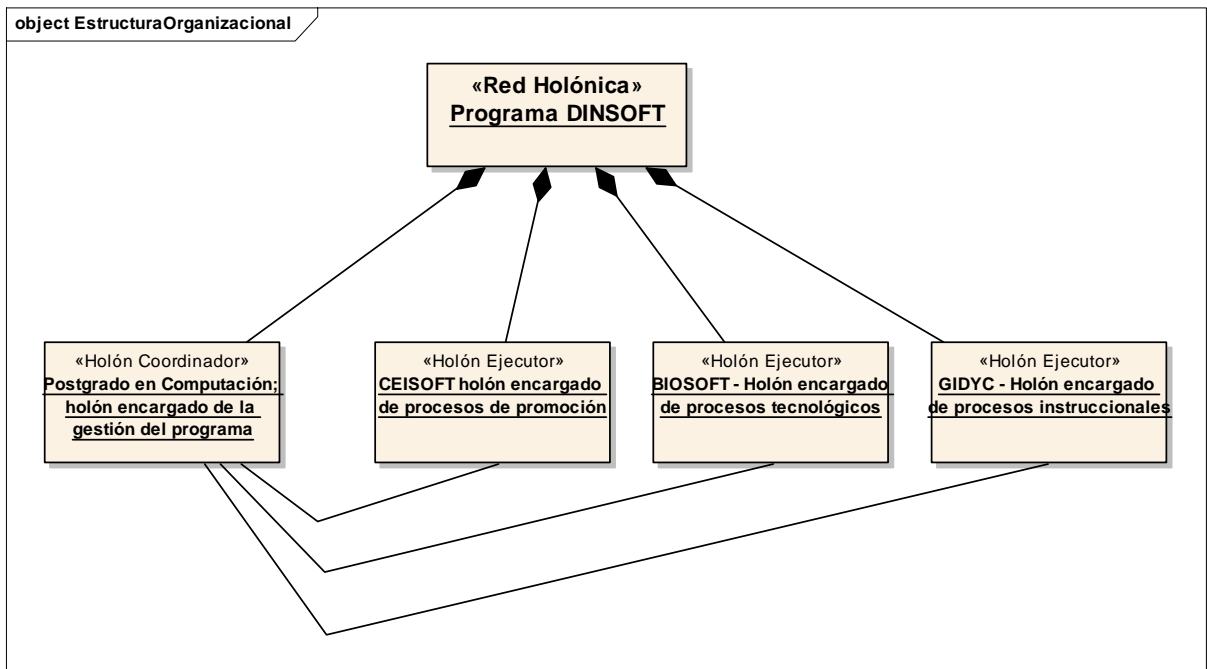 object EstructuraOrganizacional
«Red Holónica»
Programa DINSOFT
«Holón Coordinador»
Postgrado en Computación;
holón encargado de la
gestión del programa
«Holón Ejecutor»
CEISOFT holón encargado
de procesos de promoción
«Holón Ejecutor»
BIOSOFT - Holón encargado
de procesos tecnológicos
«Holón Ejecutor»
GIDYC - Holón encargado
de procesos instruccionales